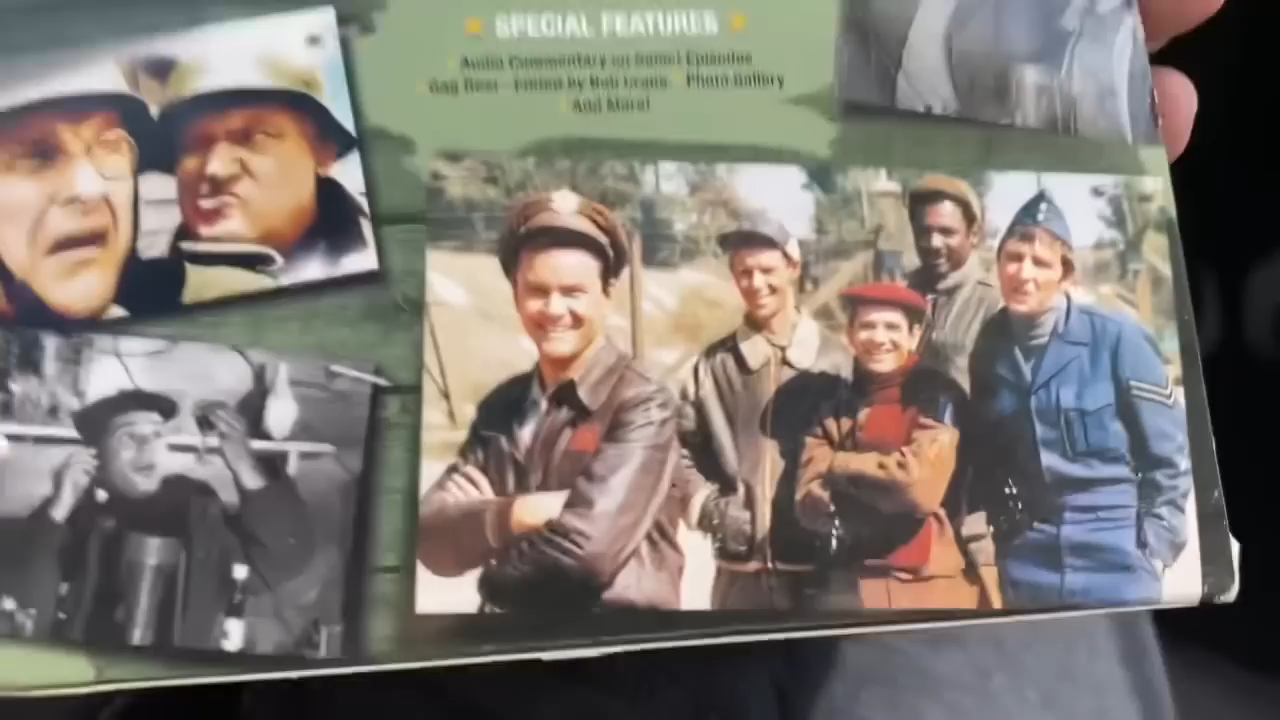 SPECIAL FEATURES
Audio Commentary on Select Episodes
Gag Reel - Edited by Bob Crane Photo Gallery
And More!